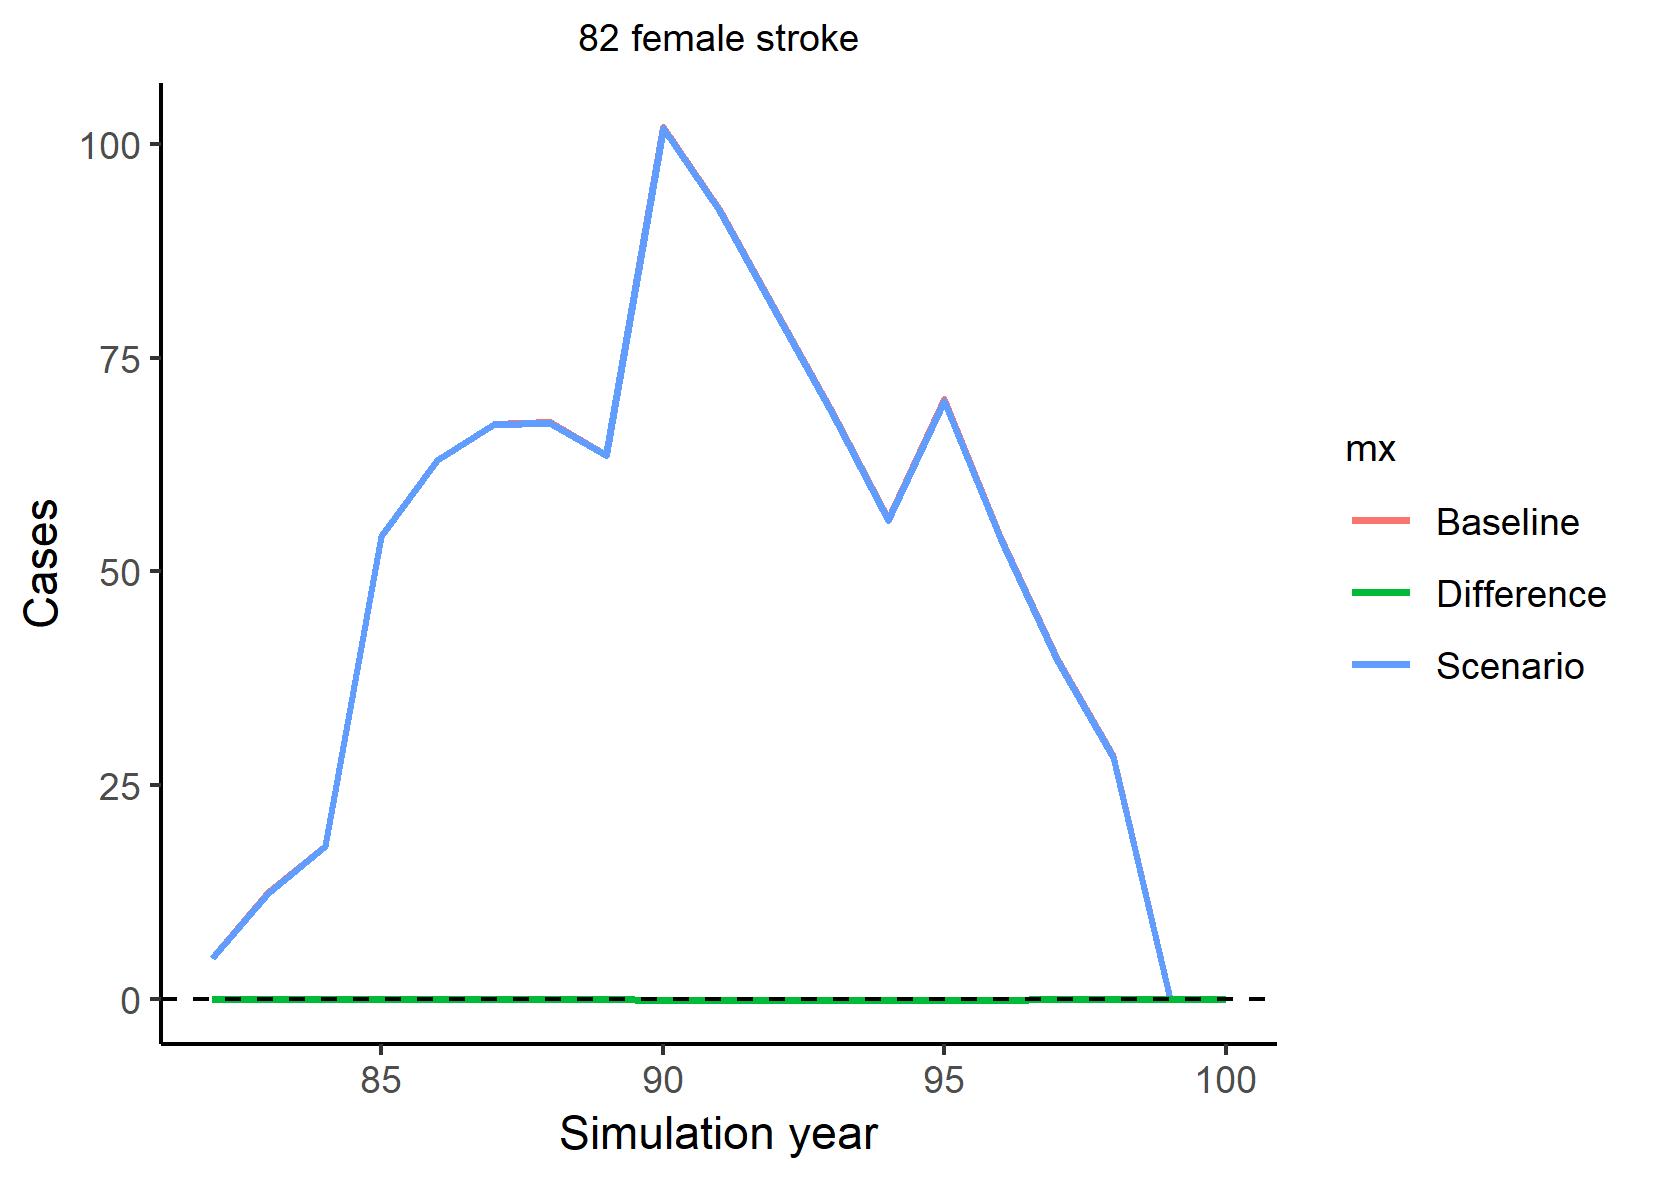 82 female stroke
100
75
50
25
0
Cases
85 90 95 100
Simulation year
mx
Baseline
Difference
Scenario